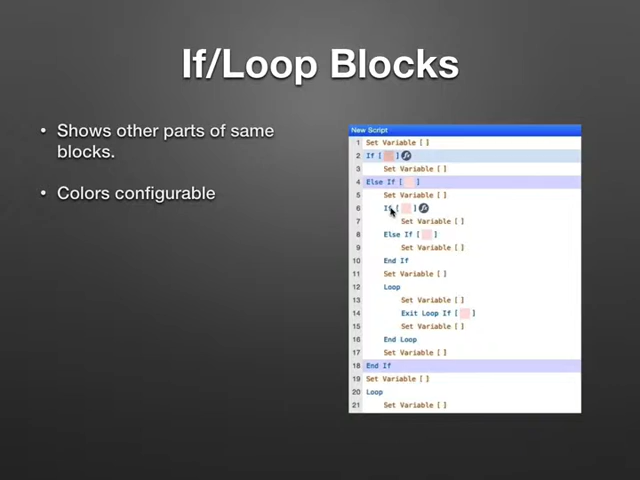 If/Loop Blocks
• Shows other parts of same
blocks.
• Colors configurable
New Script
1 Set Variable [ ]
2 If [ ]
3 Set Variable [ ]
4 Else If [ ]
5 Set Variable [ ]
6 If [ ]
7 Set Variable [ ]
8 Else If [ ]
9 Set Variable [ ]
10 End If
11 Set Variable [ ]
12 Loop
13 Set Variable [ ]
14 Exit Loop If [ ]
15 Set Variable [ ]
16 End Loop
17 Set Variable [ ]
18 End If
19 Set Variable [ ]
20 Loop
21 Set Variable [ ]